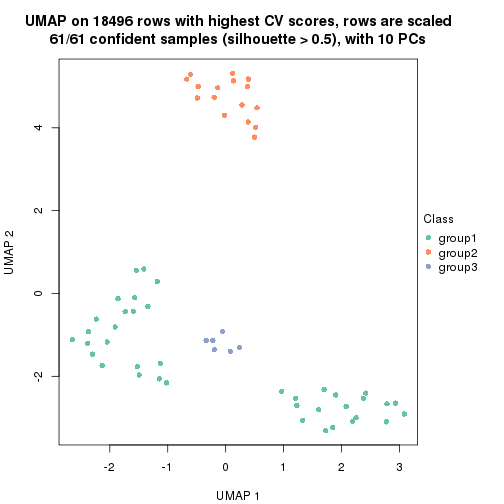 UMAP on 18496 rows with highest CV scores, rows are scaled
61/61 confident samples (silhouette > 0.5), with 10 PCs
4
2
0
-2
UMAP 2
Class
group1
group2
group3
-2 -1 0 1 2 3
UMAP 1